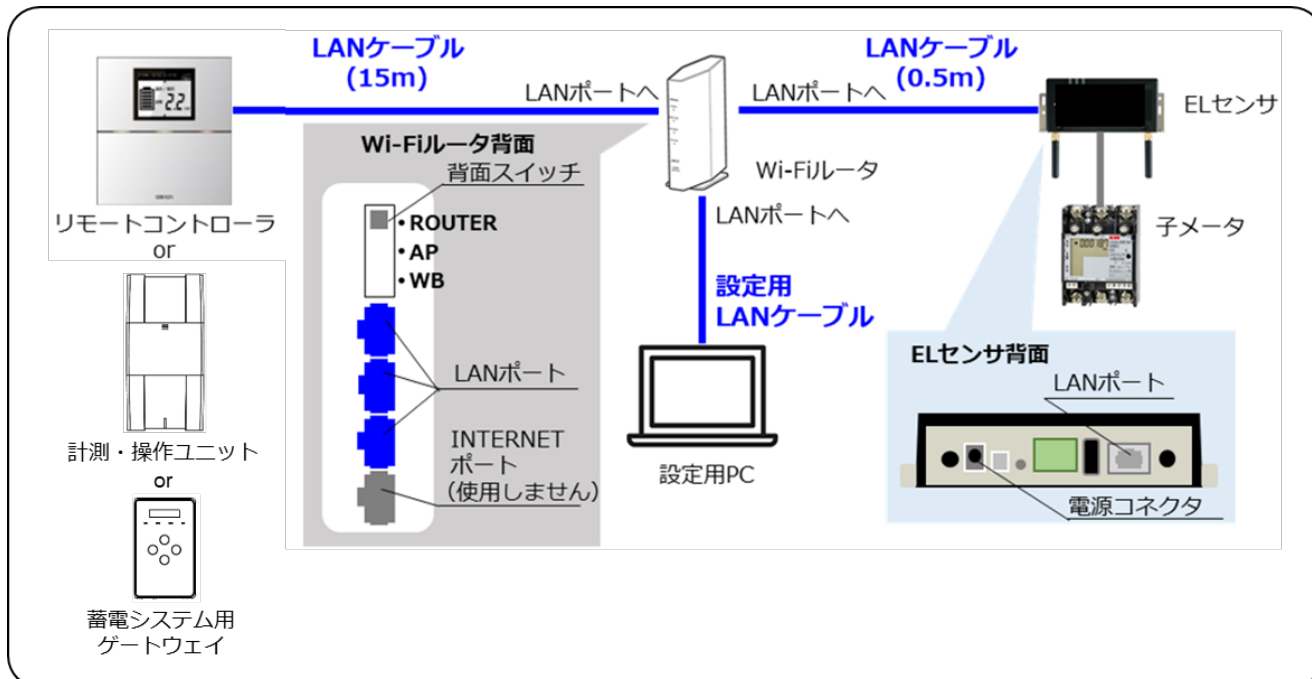 LANケーブル
(15m)
LANポートへ
LANポートへ
LANケーブル
(0.5m)
ELセンサ
Wi-Fiルータ
LANポートへ
子メータ
リモートコントローラ
or
計測・操作ユニット
or
蓄電システム用
ゲートウェイ
Wi-Fiルータ背面
背面スイッチ
•ROUTER
•AP
•WB
LANポート
INTERNET
ポート
(使用しません)
設定用
LANケーブル
設定用PC
ELセンサ背面
LANポート
電源コネクタ
2.2